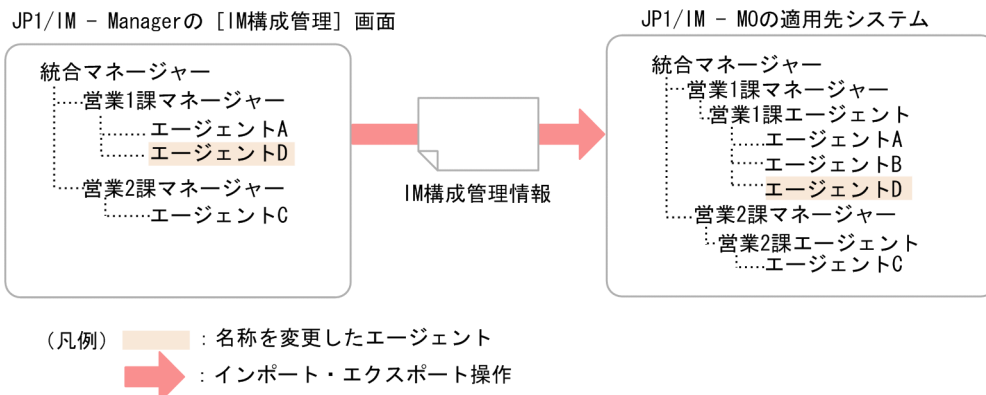 JP1/IM - Managerの［IM構成管理］画面
統合マネージャー
営業1課マネージャー
エージェントA
エージェントD
営業2課マネージャー
エージェントC
IM構成管理情報
JP1/IM - MOの適用先システム
統合マネージャー
営業1課マネージャー
営業1課エージェント
エージェントA
エージェントB
エージェントD
営業2課マネージャー
営業2課エージェント
エージェントC
（凡例）
：名称を変更したエージェント
：インポート・エクスポート操作